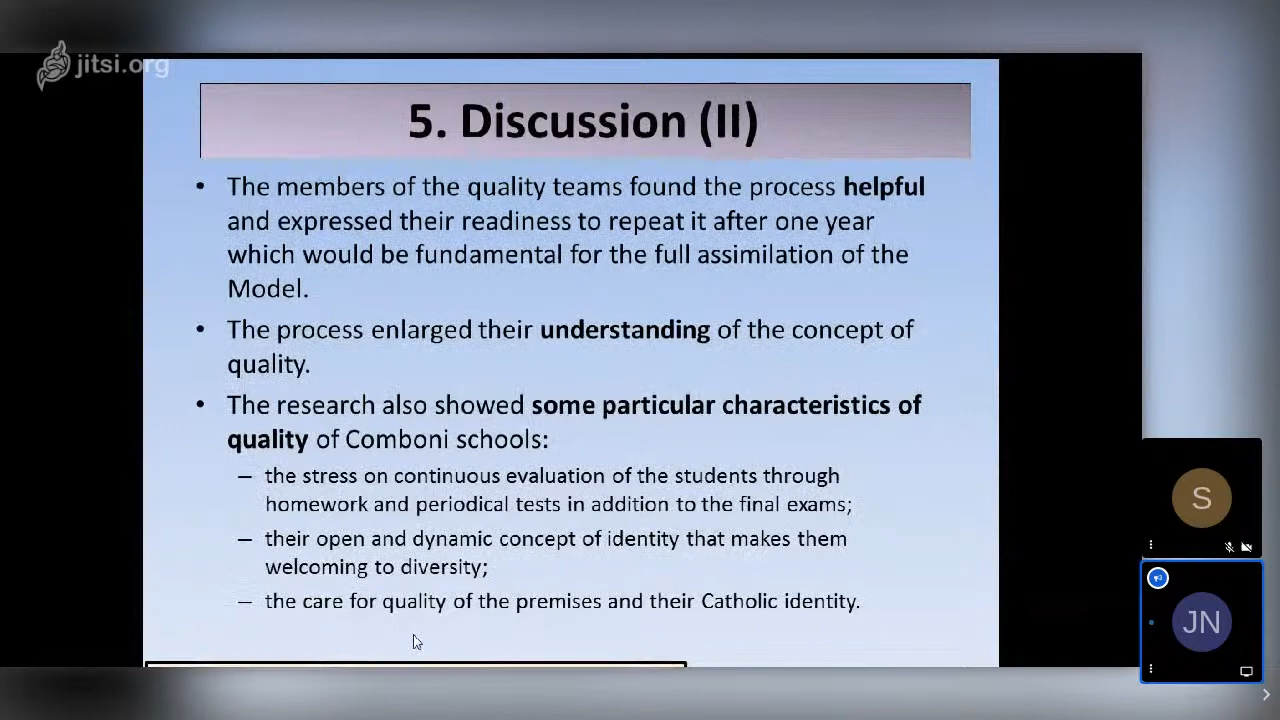 jitsi.org
5. Discussion (II)
• The members of the quality teams found the process helpful
and expressed their readiness to repeat it after one year
which would be fundamental for the full assimilation of the
Model.
• The process enlarged their understanding of the concept of
quality.
• The research also showed some particular characteristics of
quality of Comboni schools:
– the stress on continuous evaluation of the students through
homework and periodical tests in addition to the final exams;
– their open and dynamic concept of identity that makes them
welcoming to diversity;
– the care for quality of the premises and their Catholic identity.
S
JN